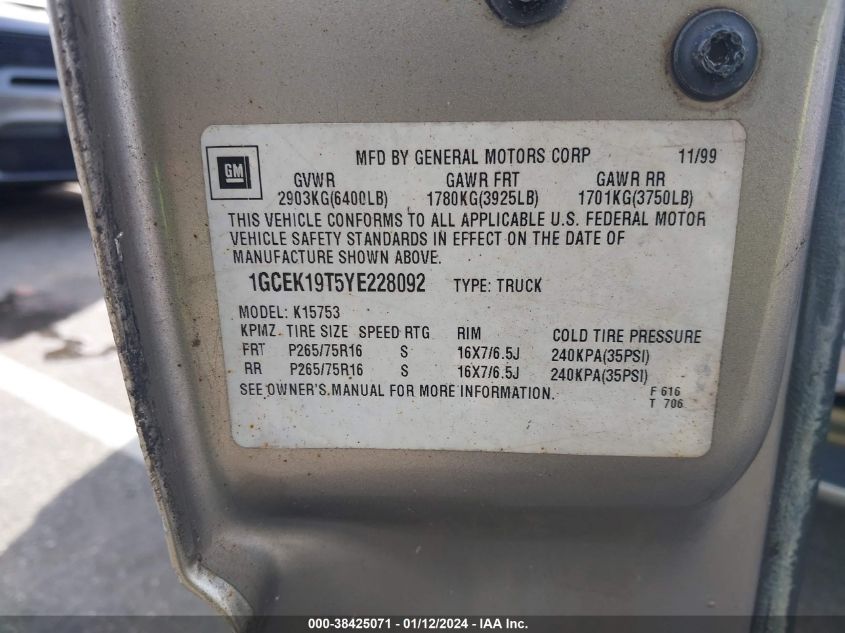 GM
MFD BY GENERAL MOTORS CORP 11/99
GVWR GAWR FRT GAWR RR
2903KG(6400LB) 1780KG(3925LB) 1701KG(3750LB)
THIS VEHICLE CONFORMS TO ALL APPLICABLE U.S. FEDERAL MOTOR
VEHICLE SAFETY STANDARDS IN EFFECT ON THE DATE OF
MANUFACTURE SHOWN ABOVE.
1GCEK19T5YE228092 TYPE: TRUCK
MODEL: K15753
KPMZ TIRE SIZE SPEED RTG RIM COLD TIRE PRESSURE
FRT P265/75R16 S 16X7/6.5J 240KPA(35PSI)
RR P265/75R16 S 16X7/6.5J 240KPA(35PSI)
SEE OWNER'S MANUAL FOR MORE INFORMATION. F 616
T 706
000-38425071 - 01/12/2024 - IAA Inc.